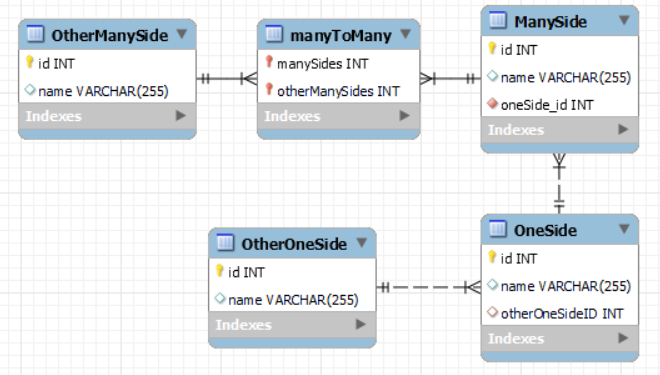 OtherManySide
id INT
name VARCHAR(255)
Indexes
manyToMany
manySides INT
otherManySides INT
Indexes
ManySide
id INT
name VARCHAR(255)
oneSide_id INT
Indexes
OtherOneSide
id INT
name VARCHAR(255)
Indexes
OneSide
id INT
name VARCHAR(255)
otherOneSideID INT
Indexes